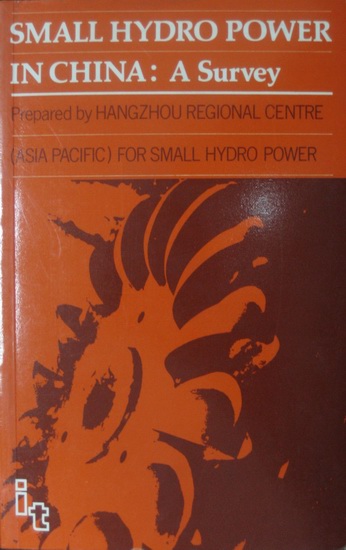 SMALL HYDRO POWER
IN CHINA: A Survey
Prepared by HANGZHOU REGIONAL CENTRE
(ASIA PACIFIC) FOR SMALL HYDRO POWER
it